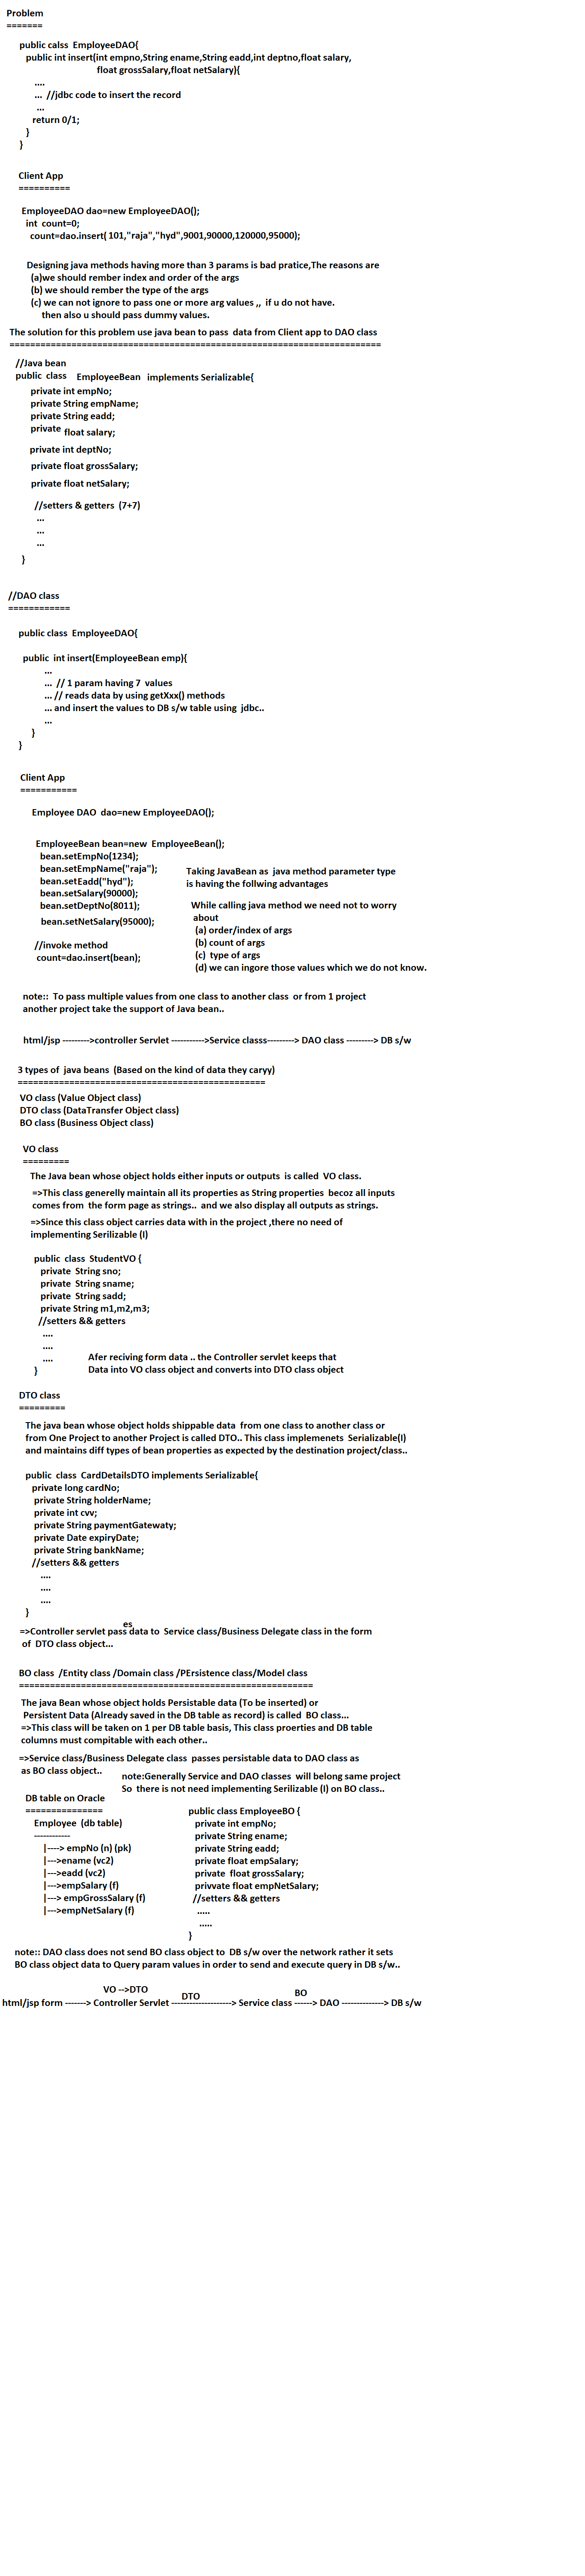 Problem
=======
public calss EmployeeDAO{
public int insert(int empno,String ename,String eadd,int deptno,float salary,
float grossSalary,float netSalary){
....
... //jdbc code to insert the record
...
return 0/1;
}
}
Client App
==========
EmployeeDAO dao=new EmployeeDAO();
int count=0;
count=dao.insert( 101,"raja","hyd",9001,90000,120000,95000);
Designing java methods having more than 3 params is bad pratice,The reasons are
(a)we should rember index and order of the args
(b) we should rember the type of the args
(c) we can not ignore to pass one or more arg values ,, if u do not have.
then also u should pass dummy values.
The solution for this problem use java bean to pass data from Client app to DAO class
========================================================================
//Java bean
public class EmployeeBean implements Serializable{
private int empNo;
private String empName;
private String eadd;
private float salary;
private int deptNo;
private float grossSalary;
private float netSalary;
//setters & getters (7+7)
...
...
...
}
//DAO class
============
public class EmployeeDAO{
public int insert(EmployeeBean emp){
...
... // 1 param having 7 values
... // reads data by using getXxx() methods
... and insert the values to DB s/w table using jdbc..
...
}
}
Client App
===========
Employee DAO dao=new EmployeeDAO();
EmployeeBean bean=new EmployeeBean();
bean.setEmpNo(1234);
bean.setEmpName("raja");
bean.setEadd("hyd");
bean.setSalary(90000);
bean.setDeptNo(8011);
bean.setNetSalary(95000);
//invoke method
count=dao.insert(bean);
Taking JavaBean as java method parameter type
is having the follwing advantages
While calling java method we need not to worry
about
(a) order/index of args
(b) count of args
(c) type of args
(d) we can ingore those values which we do not know.
note:: To pass multiple values from one class to another class or from 1 project
another project take the support of Java bean..
html/jsp --------->controller Servlet ----------->Service classs---------> DAO class ---------> DB s/w
3 types of java beans (Based on the kind of data they caryy)
================================================
VO class (Value Object class)
DTO class (DataTransfer Object class)
BO class (Business Object class)
VO class
=========
The Java bean whose object holds either inputs or outputs is called VO class.
=>This class generelly maintain all its properties as String properties becoz all inputs
comes from the form page as strings.. and we also display all outputs as strings.
=>Since this class object carries data with in the project ,there no need of
implementing Serilizable (I)
public class StudentVO {
private String sno;
private String sname;
private String sadd;
private String m1,m2,m3;
//setters && getters
....
....
....
}
Afer reciving form data .. the Controller servlet keeps that
Data into VO class object and converts into DTO class object
DTO class
=========
The java bean whose object holds shippable data from one class to another class or
from One Project to another Project is called DTO.. This class implemenets Serializable(I)
and maintains diff types of bean properties as expected by the destination project/class..
public class CardDetailsDTO implements Serializable{
private long cardNo;
private String holderName;
private int cvv;
private String paymentGatewaty;
private Date expiryDate;
private String bankName;
//setters && getters
....
....
....
}
es
=>Controller servlet pass data to Service class/Business Delegate class in the form
of DTO class object...
BO class /Entity class /Domain class /PErsistence class/Model class
=========================================================
The java Bean whose object holds Persistable data (To be inserted) or
Persistent Data (Already saved in the DB table as record) is called BO class...
=>This class will be taken on 1 per DB table basis, This class proerties and DB table
columns must compitable with each other..
=>Service class/Business Delegate class passes persistable data to DAO class as
as BO class object..
note:Generally Service and DAO classes will belong same project
So there is not need implementing Serilizable (I) on BO class..
DB table on Oracle
===============
Employee (db table)
------------
|----> empNo (n) (pk)
|--->ename (vc2)
|--->eadd (vc2)
|--->empSalary (f)
|---> empGrossSalary (f)
|--->empNetSalary (f)
public class EmployeeBO {
private int empNo;
private String ename;
private String eadd;
private float empSalary;
private float grossSalary;
privvate float empNetSalary;
//setters && getters
.....
.....
}
note:: DAO class does not send BO class object to DB s/w over the network rather it sets
BO class object data to Query param values in order to send and execute query in DB s/w..
VO -->DTO
DTO
BO
html/jsp form -------> Controller Servlet --------------------> Service class ------> DAO --------------> DB s/w